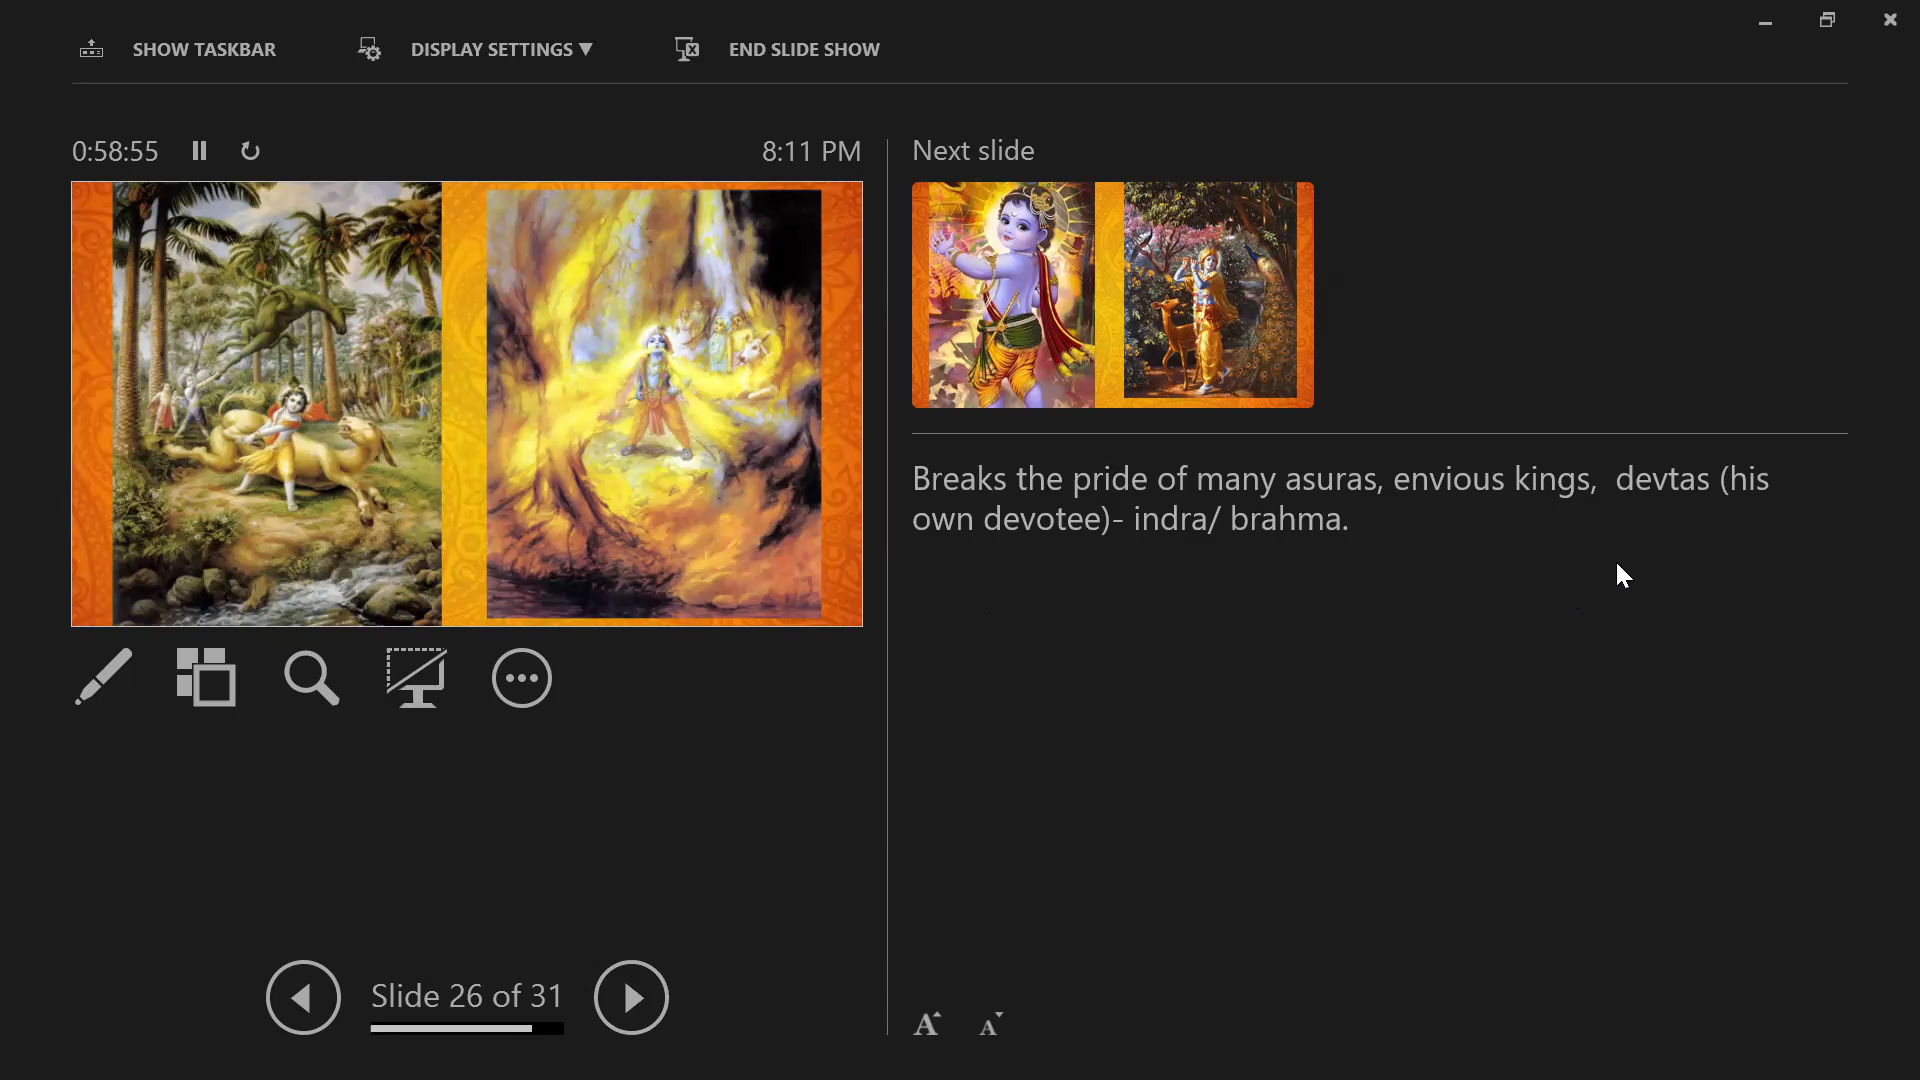 SHOW TASKBAR
DISPLAY SETTINGS ▼
END SLIDE SHOW
0:58:55
8:11 PM
Next slide
Breaks the pride of many asuras, envious kings,  devtas (his
own devotee)- indra/ brahma.
Slide 26 of 31
A
A